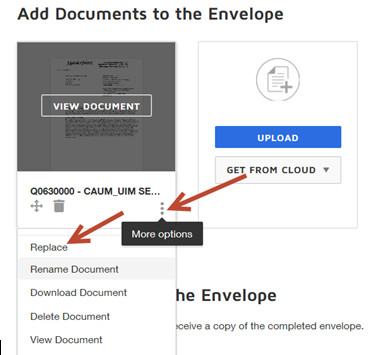 Add Documents to the Envelope
VIEW DOCUMENT
Q0630000 - CAUM_UIM SE...
More options
Replace
Rename Document
Download Document
Delete Document
View Document
UPLOAD
GET FROM CLOUD
he Envelope
eceive a copy of the completed envelope.